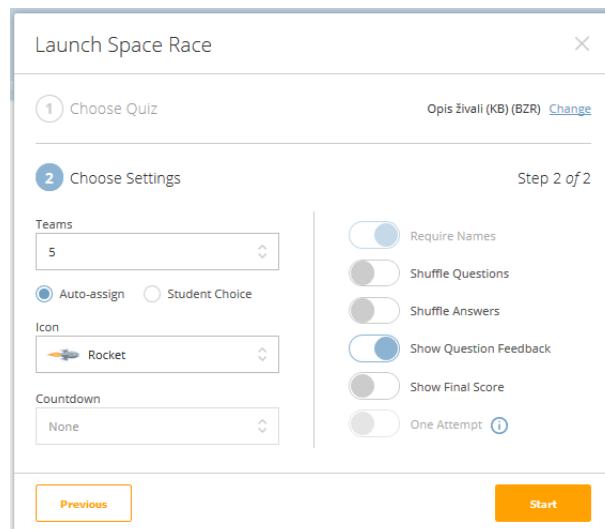 Launch Space Race
1 Choose Quiz
Opis živali (KB) (BZR) Change
2 Choose Settings
Step 2 of 2
Teams
5
Auto-assign Student Choice
Icon
Rocket
Countdown
None
Require Names
Shuffle Questions
Shuffle Answers
Show Question Feedback
Show Final Score
One Attempt i
Previous
Start